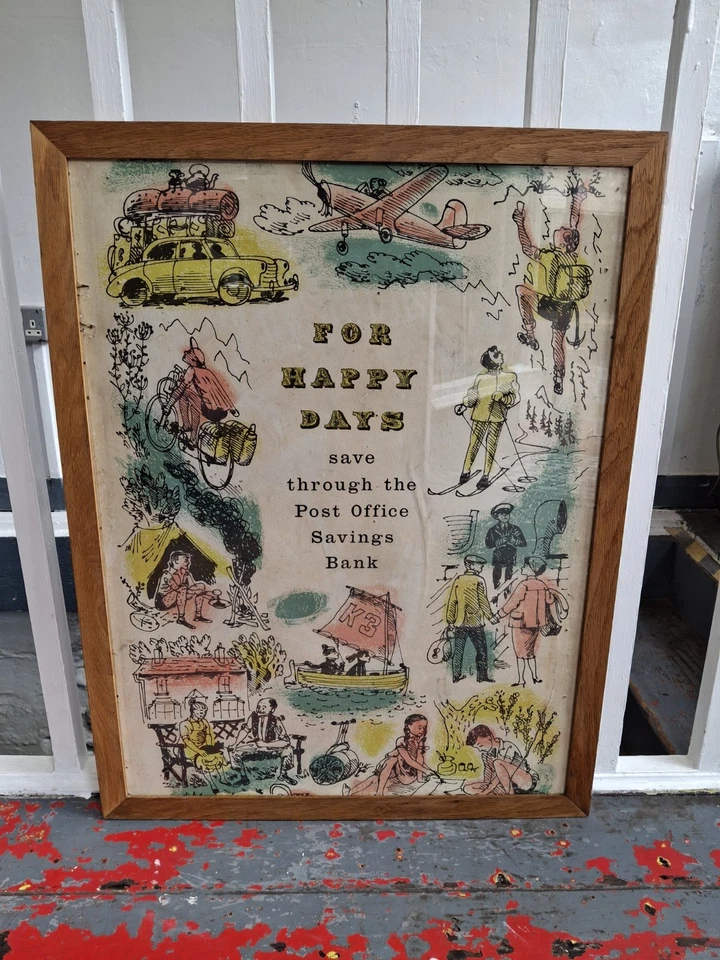 FOR
HAPPY
DAYS
save
through the
Post Office
Savings
Bank
K3